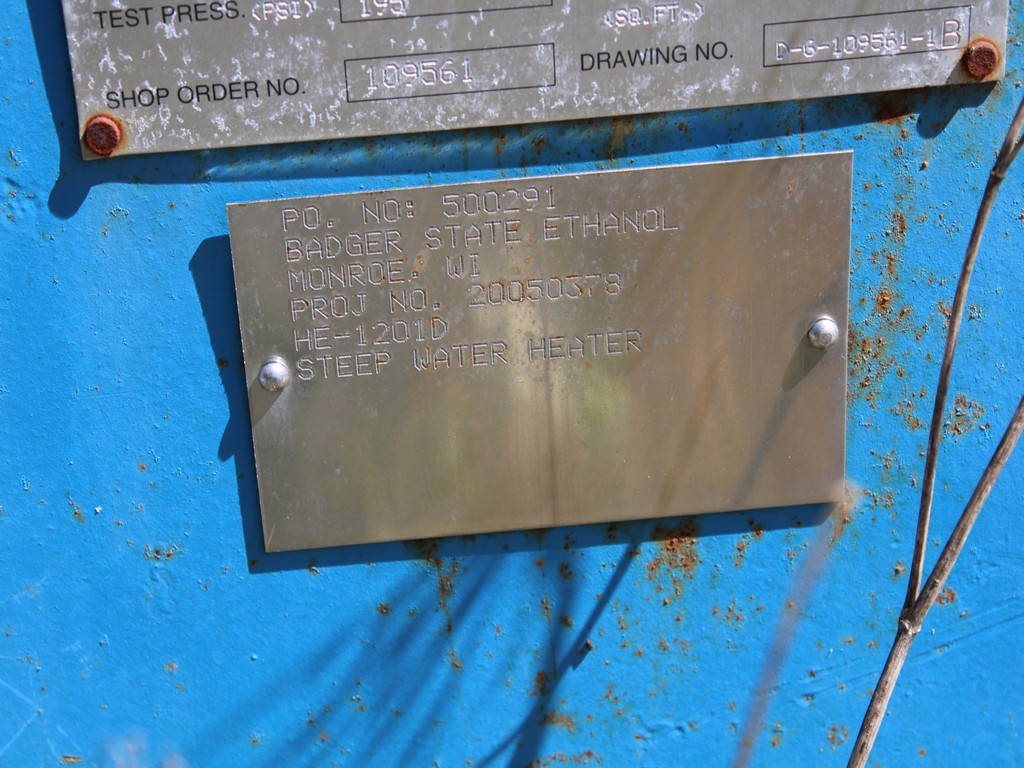 TEST PRESS. (PSI) 195 (SQ.FT.)
SHOP ORDER NO. 109561 DRAWING NO. D-6-109561-1B
PO. NO: 500291
BADGER STATE ETHANOL
MONROE, WI
PROJ NO. 20050378
HE-1201D
STEEP WATER HEATER